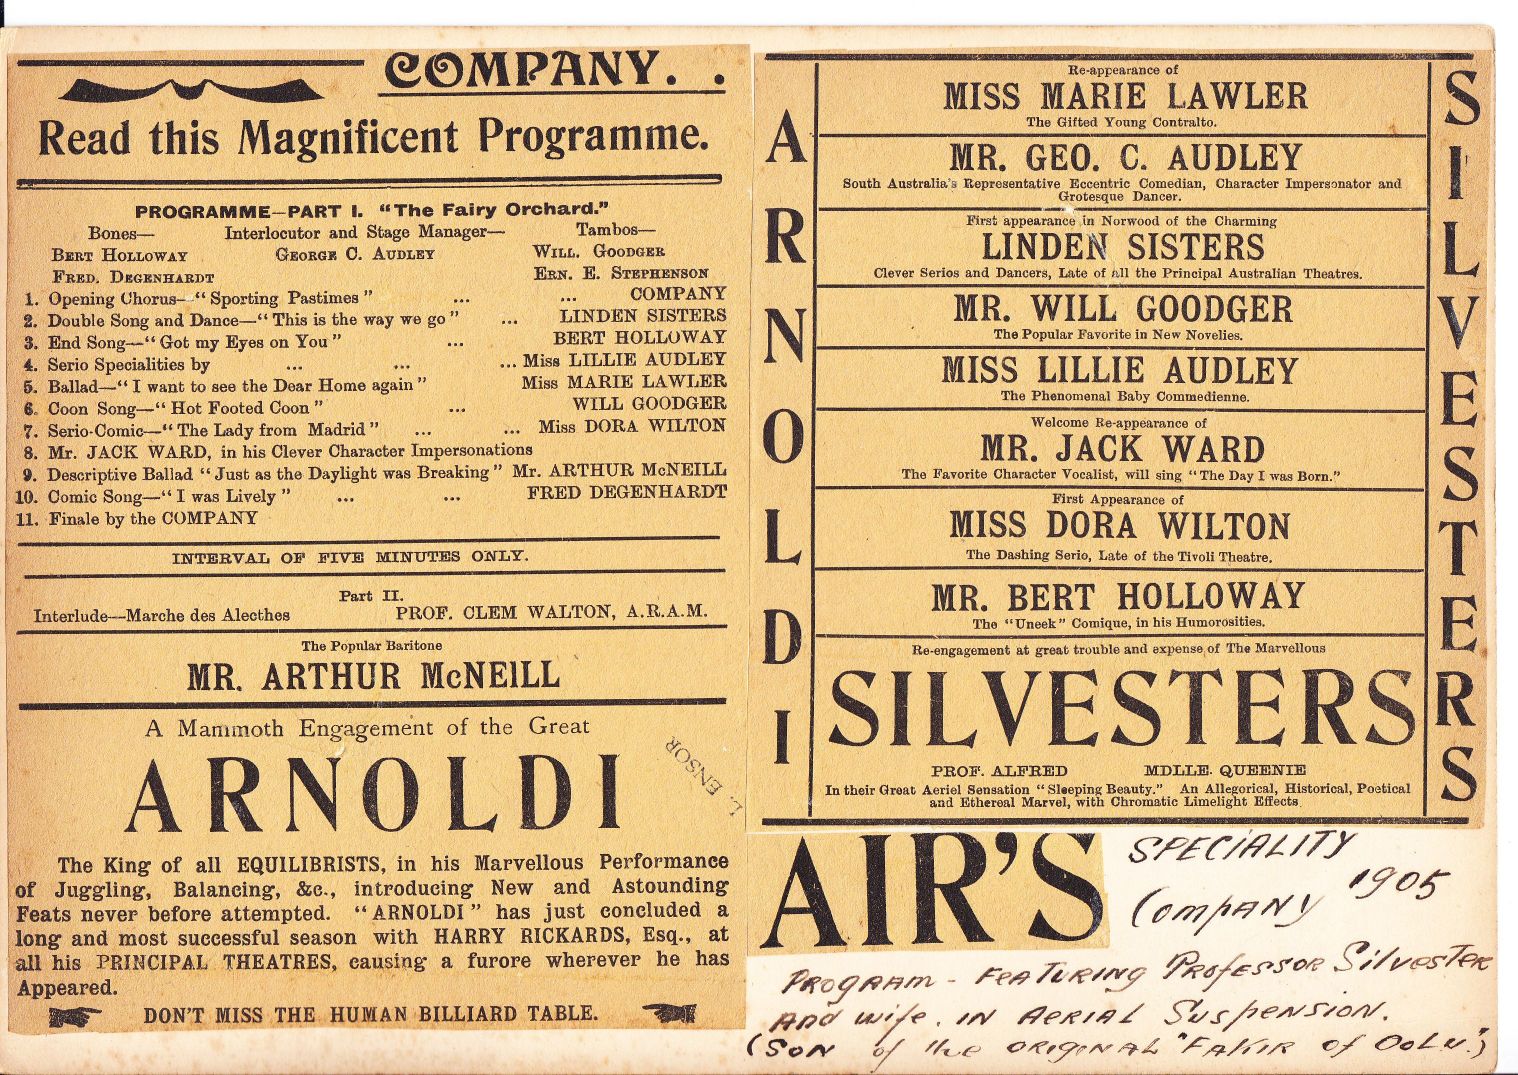 COMPANY. .
Read this Magnificent Programme.
PROGRAMME—PART I. "The Fairy Orchard."
Bones— Interlocutor and Stage Manager— Tambos—
BERT HOLLOWAY GEORGE C. AUDLEY WILL. GOODGER
FRED. DEGENHARDT ERN. E. STEPHENSON
1. Opening Chorus—"Sporting Pastimes" ... ... COMPANY
2. Double Song and Dance—"This is the way we go" ... LINDEN SISTERS
3. End Song—"Got my Eyes on You" ... BERT HOLLOWAY
4. Serio Specialities by ... ... ... Miss LILLIE AUDLEY
5. Ballad—"I want to see the Dear Home again" Miss MARIE LAWLER
6. Coon Song—"Hot Footed Coon" ... WILL GOODGER
7. Serio-Comic—"The Lady from Madrid" ... ... Miss DORA WILTON
8. Mr. JACK WARD, in his Clever Character Impersonations
9. Descriptive Ballad "Just as the Daylight was Breaking" Mr. ARTHUR McNEILL
10. Comic Song—"I was Lively" ... ... FRED DEGENHARDT
11. Finale by the COMPANY
INTERVAL OF FIVE MINUTES ONLY.
Part II.
Interlude—Marche des Alecthes PROF. CLEM WALTON, A.R.A.M.
The Popular Baritone
MR. ARTHUR McNEILL
A Mammoth Engagement of the Great
ARNOLDI
L. ENSOR
The King of all EQUILIBRISTS, in his Marvellous Performance
of Juggling, Balancing, &c., introducing New and Astounding
Feats never before attempted. "ARNOLDI" has just concluded a
long and most successful season with HARRY RICKARDS, Esq., at
all his PRINCIPAL THEATRES, causing a furore wherever he has
Appeared.
DON'T MISS THE HUMAN BILLIARD TABLE.
ARNOLDI
Re-appearance of
MISS MARIE LAWLER
The Gifted Young Contralto.
MR. GEO. C. AUDLEY
South Australia's Representative Eccentric Comedian, Character Impersonator and
Grotesque Dancer.
First appearance in Norwood of the Charming
LINDEN SISTERS
Clever Serios and Dancers, Late of all the Principal Australian Theatres.
MR. WILL GOODGER
The Popular Favorite in New Novelies.
MISS LILLIE AUDLEY
The Phenomenal Baby Commedienne.
Welcome Re-appearance of
MR. JACK WARD
The Favorite Character Vocalist, will sing "The Day I was Born."
First Appearance of
MISS DORA WILTON
The Dashing Serio, Late of the Tivoli Theatre.
MR. BERT HOLLOWAY
The "Uneek" Comique, in his Humorosities.
Re-engagement at great trouble and expense of The Marvellous
SILVESTERS
PROF. ALFRED MDLLE. QUEENIE
In their Great Aeriel Sensation "Sleeping Beauty." An Allegorical, Historical, Poetical
and Ethereal Marvel, with Chromatic Limelight Effects
SILVESTERS
AIR'S
SPECIALITY
Company 1905
PROGRAM - FEATURING PROFESSOR SILVESTER
AND WIFE. IN AERIAL SUSPENSION.
(SON of the ORIGINAL "FAKIR of OOLU.")